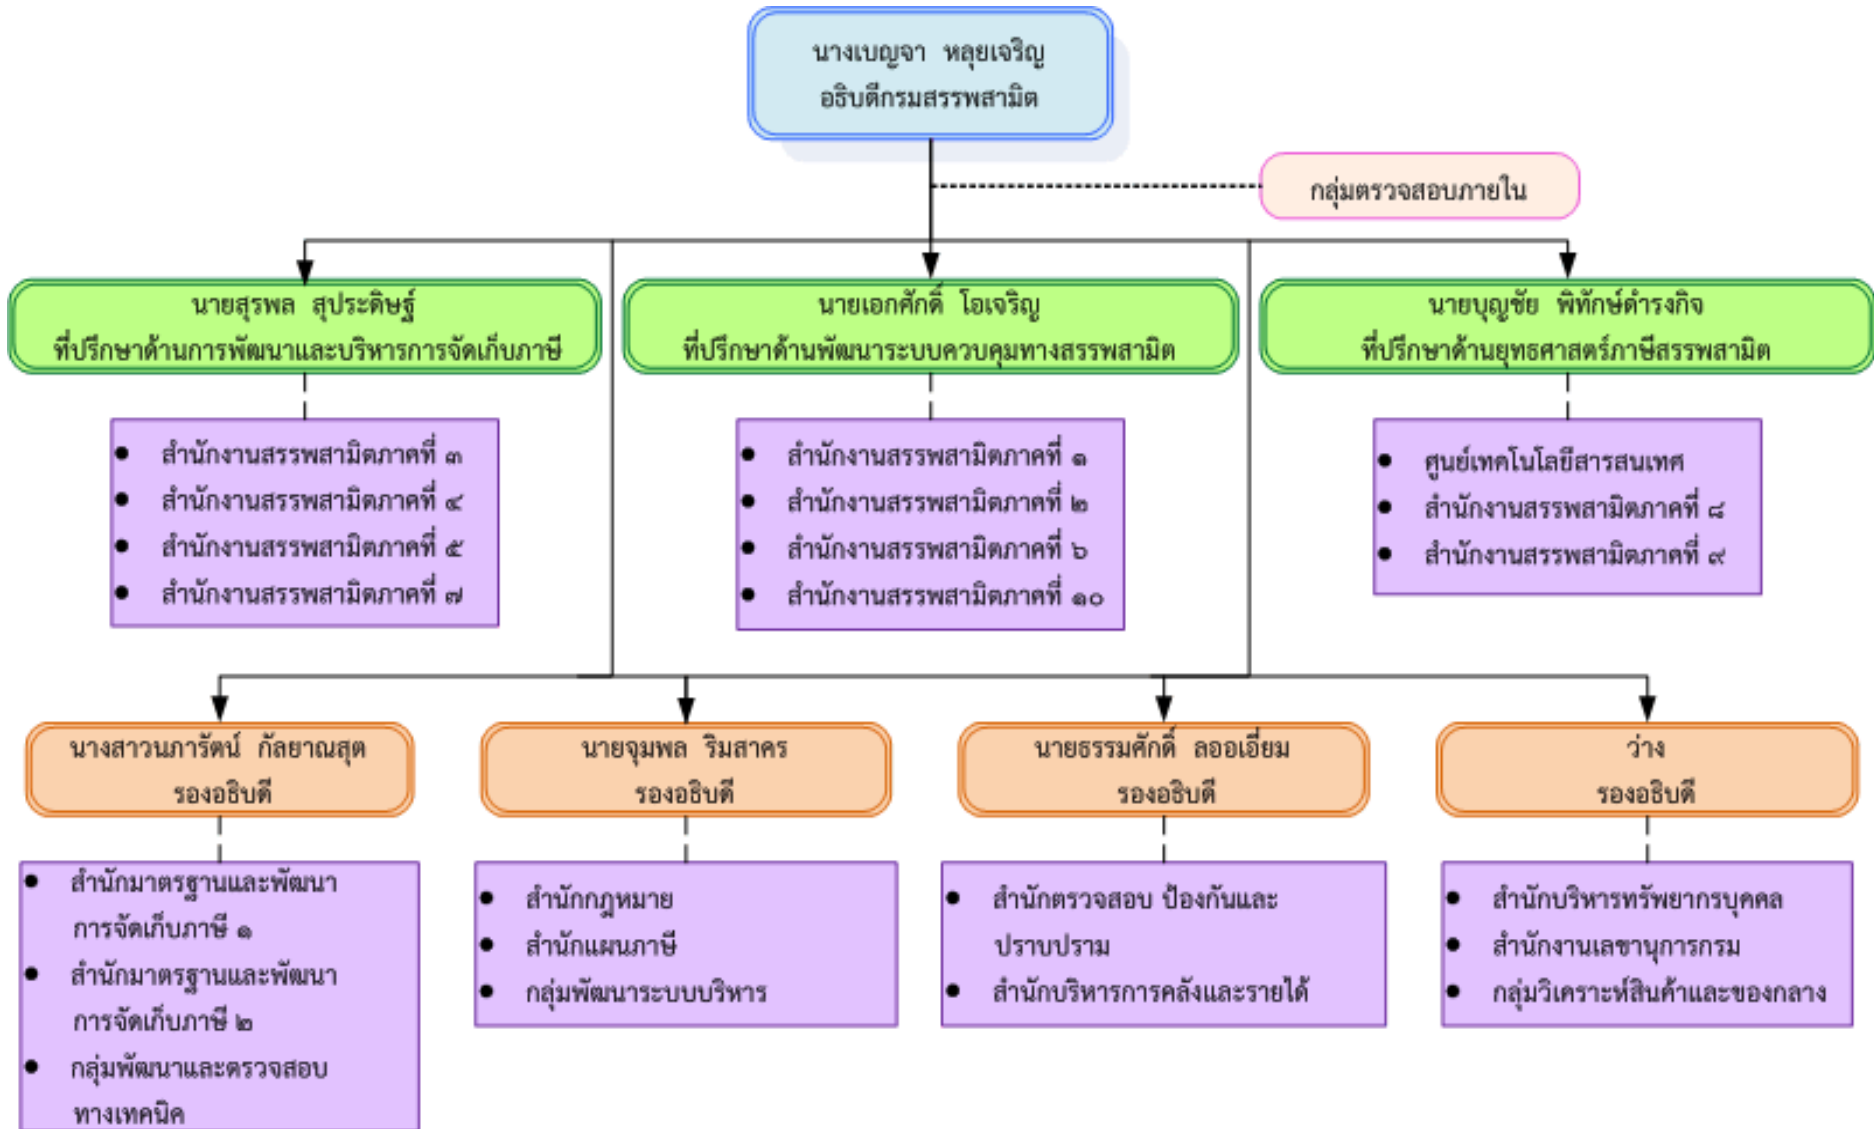 นางเบญจา หลุยเจริญ
อธิบดีกรมสรรพสามิต
กลุ่มตรวจสอบภายใน
นายสุรพล สุประดิษฐ์
ที่ปรึกษาด้านการพัฒนาและบริหารการจัดเก็บภาษี
นายเอกศักดิ์ โอเจริญ
ที่ปรึกษาด้านพัฒนาระบบควบคุมทางสรรพสามิต
นายบุญชัย พิทักษ์ดำรงกิจ
ที่ปรึกษาด้านยุทธศาสตร์ภาษีสรรพสามิต
● สำนักงานสรรพสามิตภาคที่ ๓
● สำนักงานสรรพสามิตภาคที่ ๔
● สำนักงานสรรพสามิตภาคที่ ๕
● สำนักงานสรรพสามิตภาคที่ ๗
● สำนักงานสรรพสามิตภาคที่ ๑
● สำนักงานสรรพสามิตภาคที่ ๒
● สำนักงานสรรพสามิตภาคที่ ๖
● สำนักงานสรรพสามิตภาคที่ ๑๐
● ศูนย์เทคโนโลยีสารสนเทศ
● สำนักงานสรรพสามิตภาคที่ ๘
● สำนักงานสรรพสามิตภาคที่ ๙
นางสาวนภารัตน์ กัลยาณสุต
รองอธิบดี
นายจุมพล ริมสาคร
รองอธิบดี
นายธรรมศักดิ์ ลออเอี่ยม
รองอธิบดี
ว่าง
รองอธิบดี
● สำนักมาตรฐานและพัฒนา
การจัดเก็บภาษี ๑
● สำนักมาตรฐานและพัฒนา
การจัดเก็บภาษี ๒
● กลุ่มพัฒนาและตรวจสอบ
ทางเทคนิค
● สำนักกฎหมาย
● สำนักแผนภาษี
● กลุ่มพัฒนาระบบบริหาร
● สำนักตรวจสอบ ป้องกันและ
ปราบปราม
● สำนักบริหารการคลังและรายได้
● สำนักบริหารทรัพยากรบุคคล
● สำนักงานเลขานุการกรม
● กลุ่มวิเคราะห์สินค้าและของกลาง